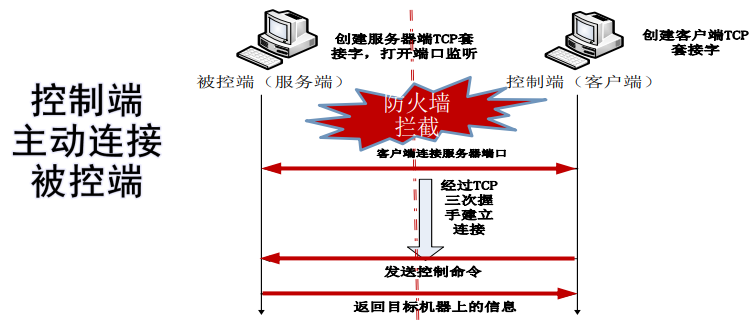 控制端
主动连接
被控端
创建服务器端TCP套
接字，打开端口监听
创建客户端TCP
套接字
被控端（服务端）
控制端（客户端）
防火墙
拦截
客户端连接服务器端口
经过TCP
三次握
手建立
连接
发送控制命令
返回目标机器上的信息